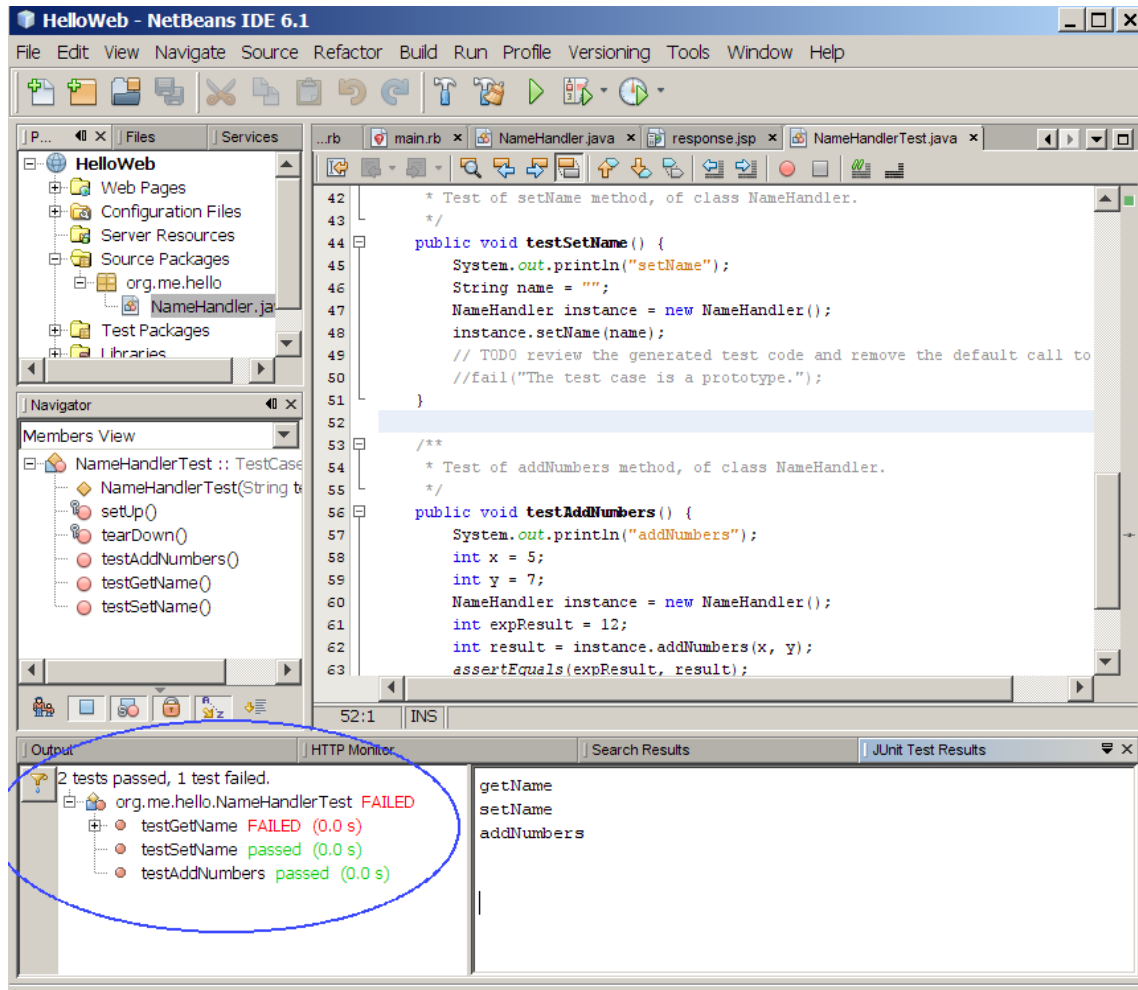 HelloWeb - NetBeans IDE 6.1
File Edit View Navigate Source Refactor Build Run Profile Versioning Tools Window Help
P... Files Services
HelloWeb
Web Pages
Configuration Files
Server Resources
Source Packages
org.me.hello
NameHandler.ja
Test Packages
Libraries
Navigator
Members View
NameHandlerTest :: TestCase
NameHandlerTest(String te
setUp()
tearDown()
testAddNumbers()
testGetName()
testSetName()
...rb main.rb NameHandler.java response.jsp NameHandlerTest.java
42 * Test of setName method, of class NameHandler.
43 */
44 public void testSetName() {
45 System.out.println("setName");
46 String name = "";
47 NameHandler instance = new NameHandler();
48 instance.setName(name);
49 // TODO review the generated test code and remove the default call to
50 //fail("The test case is a prototype.");
51 }
52
53 /**
54 * Test of addNumbers method, of class NameHandler.
55 */
56 public void testAddNumbers() {
57 System.out.println("addNumbers");
58 int x = 5;
59 int y = 7;
60 NameHandler instance = new NameHandler();
61 int expResult = 12;
62 int result = instance.addNumbers(x, y);
63 assertEquals(expResult, result);
52:1 INS
Output HTTP Monitor Search Results JUnit Test Results
2 tests passed, 1 test failed.
org.me.hello.NameHandlerTest FAILED
testGetName FAILED (0.0 s)
testSetName passed (0.0 s)
testAddNumbers passed (0.0 s)
getName
setName
addNumbers